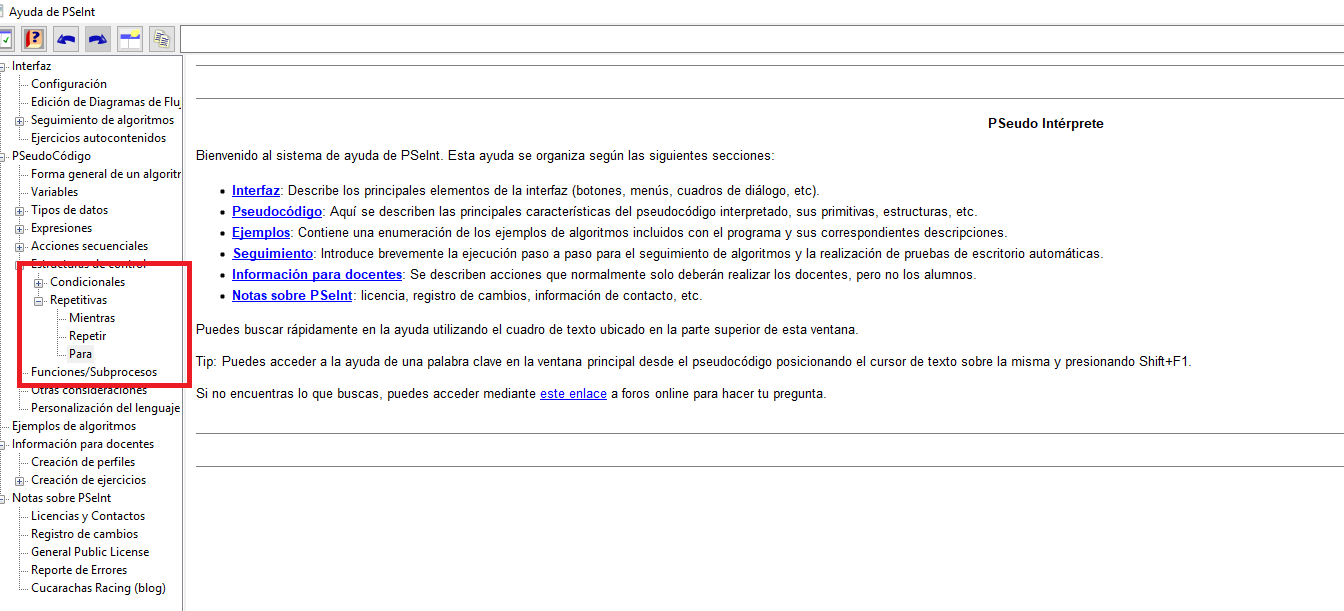 Ayuda de PSeInt
Interfaz
Configuración
Edición de Diagramas de Fluj
Seguimiento de algoritmos
Ejercicios autocontenidos
PSeudoCódigo
Forma general de un algoritm
Variables
Tipos de datos
Expresiones
Acciones secuenciales
Estructuras de control
Condicionales
Repetitivas
Mientras
Repetir
Para
Funciones/Subprocesos
Otras consideraciones
Personalización del lenguaje
Ejemplos de algoritmos
Información para docentes
Creación de perfiles
Creación de ejercicios
Notas sobre PSeInt
Licencias y Contactos
Registro de cambios
General Public License
Reporte de Errores
Cucarachas Racing (blog)
PSeudo Intérprete
Bienvenido al sistema de ayuda de PSeInt. Esta ayuda se organiza según las siguientes secciones:
• Interfaz: Describe los principales elementos de la interfaz (botones, menús, cuadros de diálogo, etc).
• Pseudocódigo: Aquí se describen las principales características del pseudocódigo interpretado, sus primitivas, estructuras, etc.
• Ejemplos: Contiene una enumeración de los ejemplos de algoritmos incluidos con el programa y sus correspondientes descripciones.
• Seguimiento: Introduce brevemente la ejecución paso a paso para el seguimiento de algoritmos y la realización de pruebas de escritorio automáticas.
• Información para docentes: Se describen acciones que normalmente solo deberán realizar los docentes, pero no los alumnos.
• Notas sobre PSeInt: licencia, registro de cambios, información de contacto, etc.
Puedes buscar rápidamente en la ayuda utilizando el cuadro de texto ubicado en la parte superior de esta ventana.
Tip: Puedes acceder a la ayuda de una palabra clave en la ventana principal desde el pseudocódigo posicionando el cursor de texto sobre la misma y presionando Shift+F1.
Si no encuentras lo que buscas, puedes acceder mediante este enlace a foros online para hacer tu pregunta.